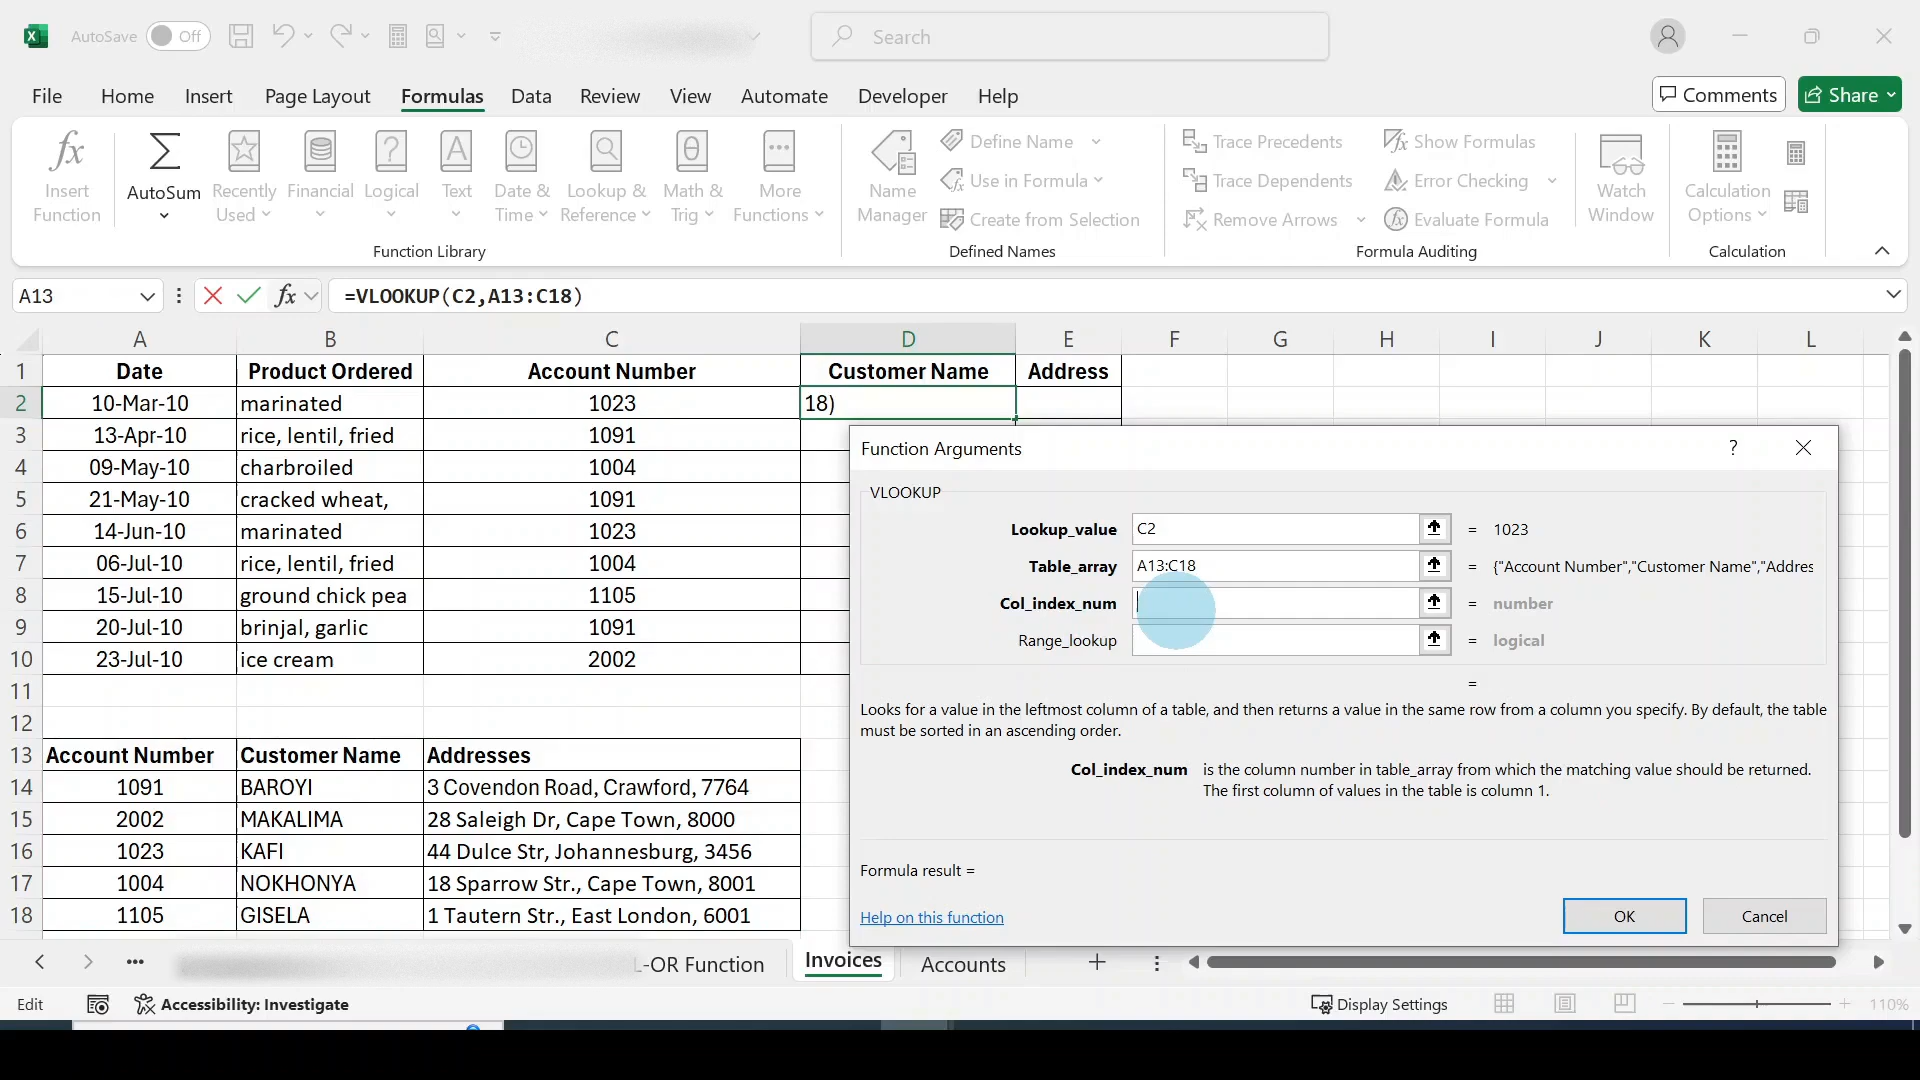 AutoSave Off Search
File Home Insert Page Layout Formulas Data Review View Automate Developer Help Comments Share
Insert Function
AutoSum
Recently Used
Financial
Logical
Text
Date & Time
Lookup & Reference
Math & Trig
More Functions
Function Library
Name Manager
Define Name
Use in Formula
Create from Selection
Defined Names
Trace Precedents
Trace Dependents
Remove Arrows
Show Formulas
Error Checking
Evaluate Formula
Formula Auditing
Watch Window
Calculation Options
Calculation
A13 fx =VLOOKUP(C2,A13:C18)
A B C D E F G H I J K L
1 Date Product Ordered Account Number Customer Name Address
2 10-Mar-10 marinated 1023 18)
3 13-Apr-10 rice, lentil, fried 1091
4 09-May-10 charbroiled 1004
5 21-May-10 cracked wheat, 1091
6 14-Jun-10 marinated 1023
7 06-Jul-10 rice, lentil, fried 1004
8 15-Jul-10 ground chick pea 1105
9 20-Jul-10 brinjal, garlic 1091
10 23-Jul-10 ice cream 2002
11
12
13 Account Number Customer Name Addresses
14 1091 BAROYI 3 Covendon Road, Crawford, 7764
15 2002 MAKALIMA 28 Saleigh Dr, Cape Town, 8000
16 1023 KAFI 44 Dulce Str, Johannesburg, 3456
17 1004 NOKHONYA 18 Sparrow Str., Cape Town, 8001
18 1105 GISELA 1 Tautern Str., East London, 6001
Function Arguments ?
VLOOKUP
Lookup_value C2 = 1023
Table_array A13:C18 = {"Account Number","Customer Name","Addres
Col_index_num = number
Range_lookup = logical
=
Looks for a value in the leftmost column of a table, and then returns a value in the same row from a column you specify. By default, the table
must be sorted in an ascending order.
Col_index_num is the column number in table_array from which the matching value should be returned.
The first column of values in the table is column 1.
Formula result =
Help on this function
OK Cancel
L-OR Function Invoices Accounts
Edit Accessibility: Investigate Display Settings 110%